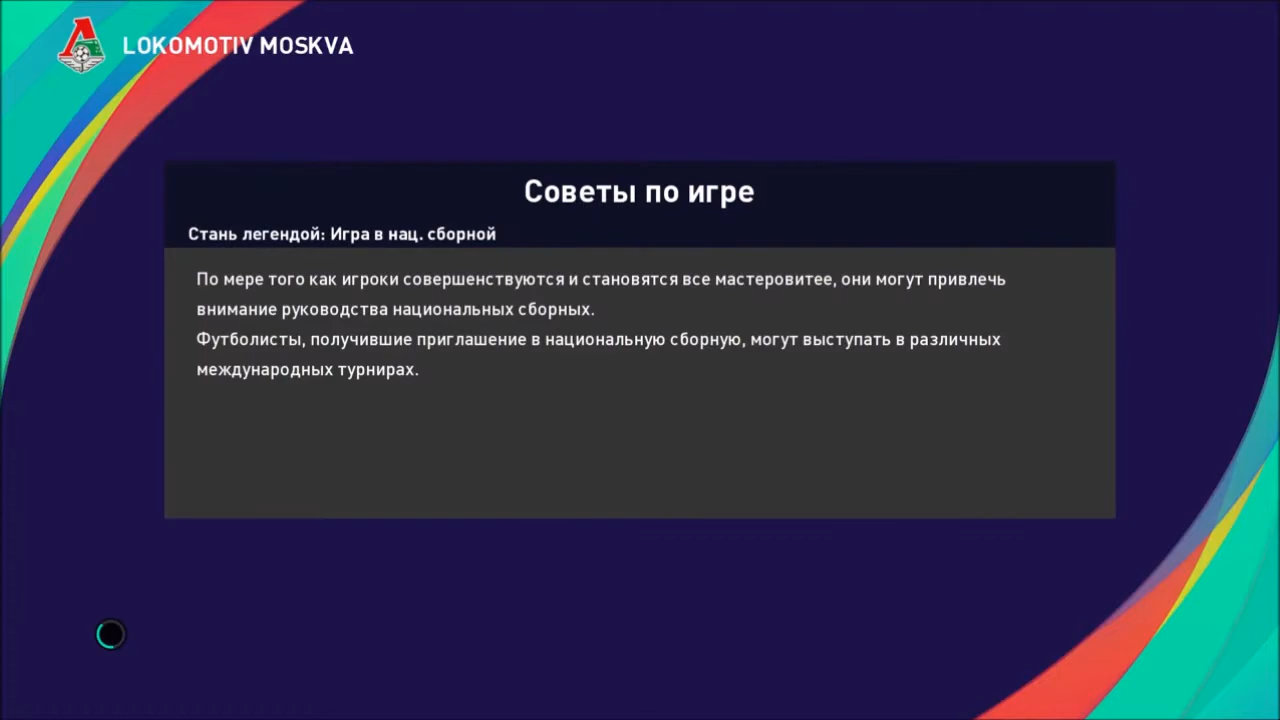 LOKOMOTIV MOSKVA
Советы по игре
Стань легендой: Игра в нац. сборной
По мере того как игроки совершенствуются и становятся все мастеровитее, они могут привлечь
внимание руководства национальных сборных.
Футболисты, получившие приглашение в национальную сборную, могут выступать в различных
международных турнирах.